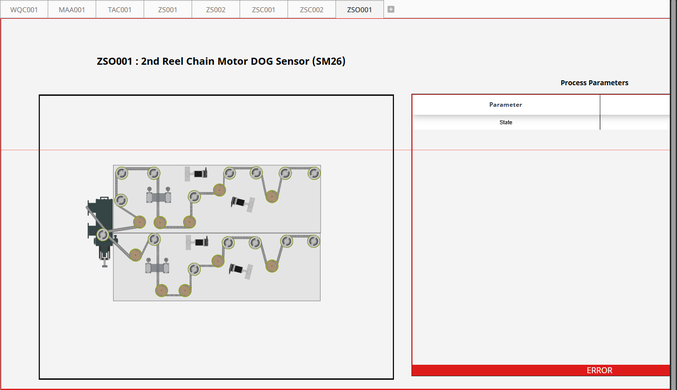 WQC001 MAA001 TAC001 ZS001 ZS002 ZSC001 ZSC002 ZSO001
ZSO001 : 2nd Reel Chain Motor DOG Sensor (SM26)
Process Parameters
Parameter
State
ERROR